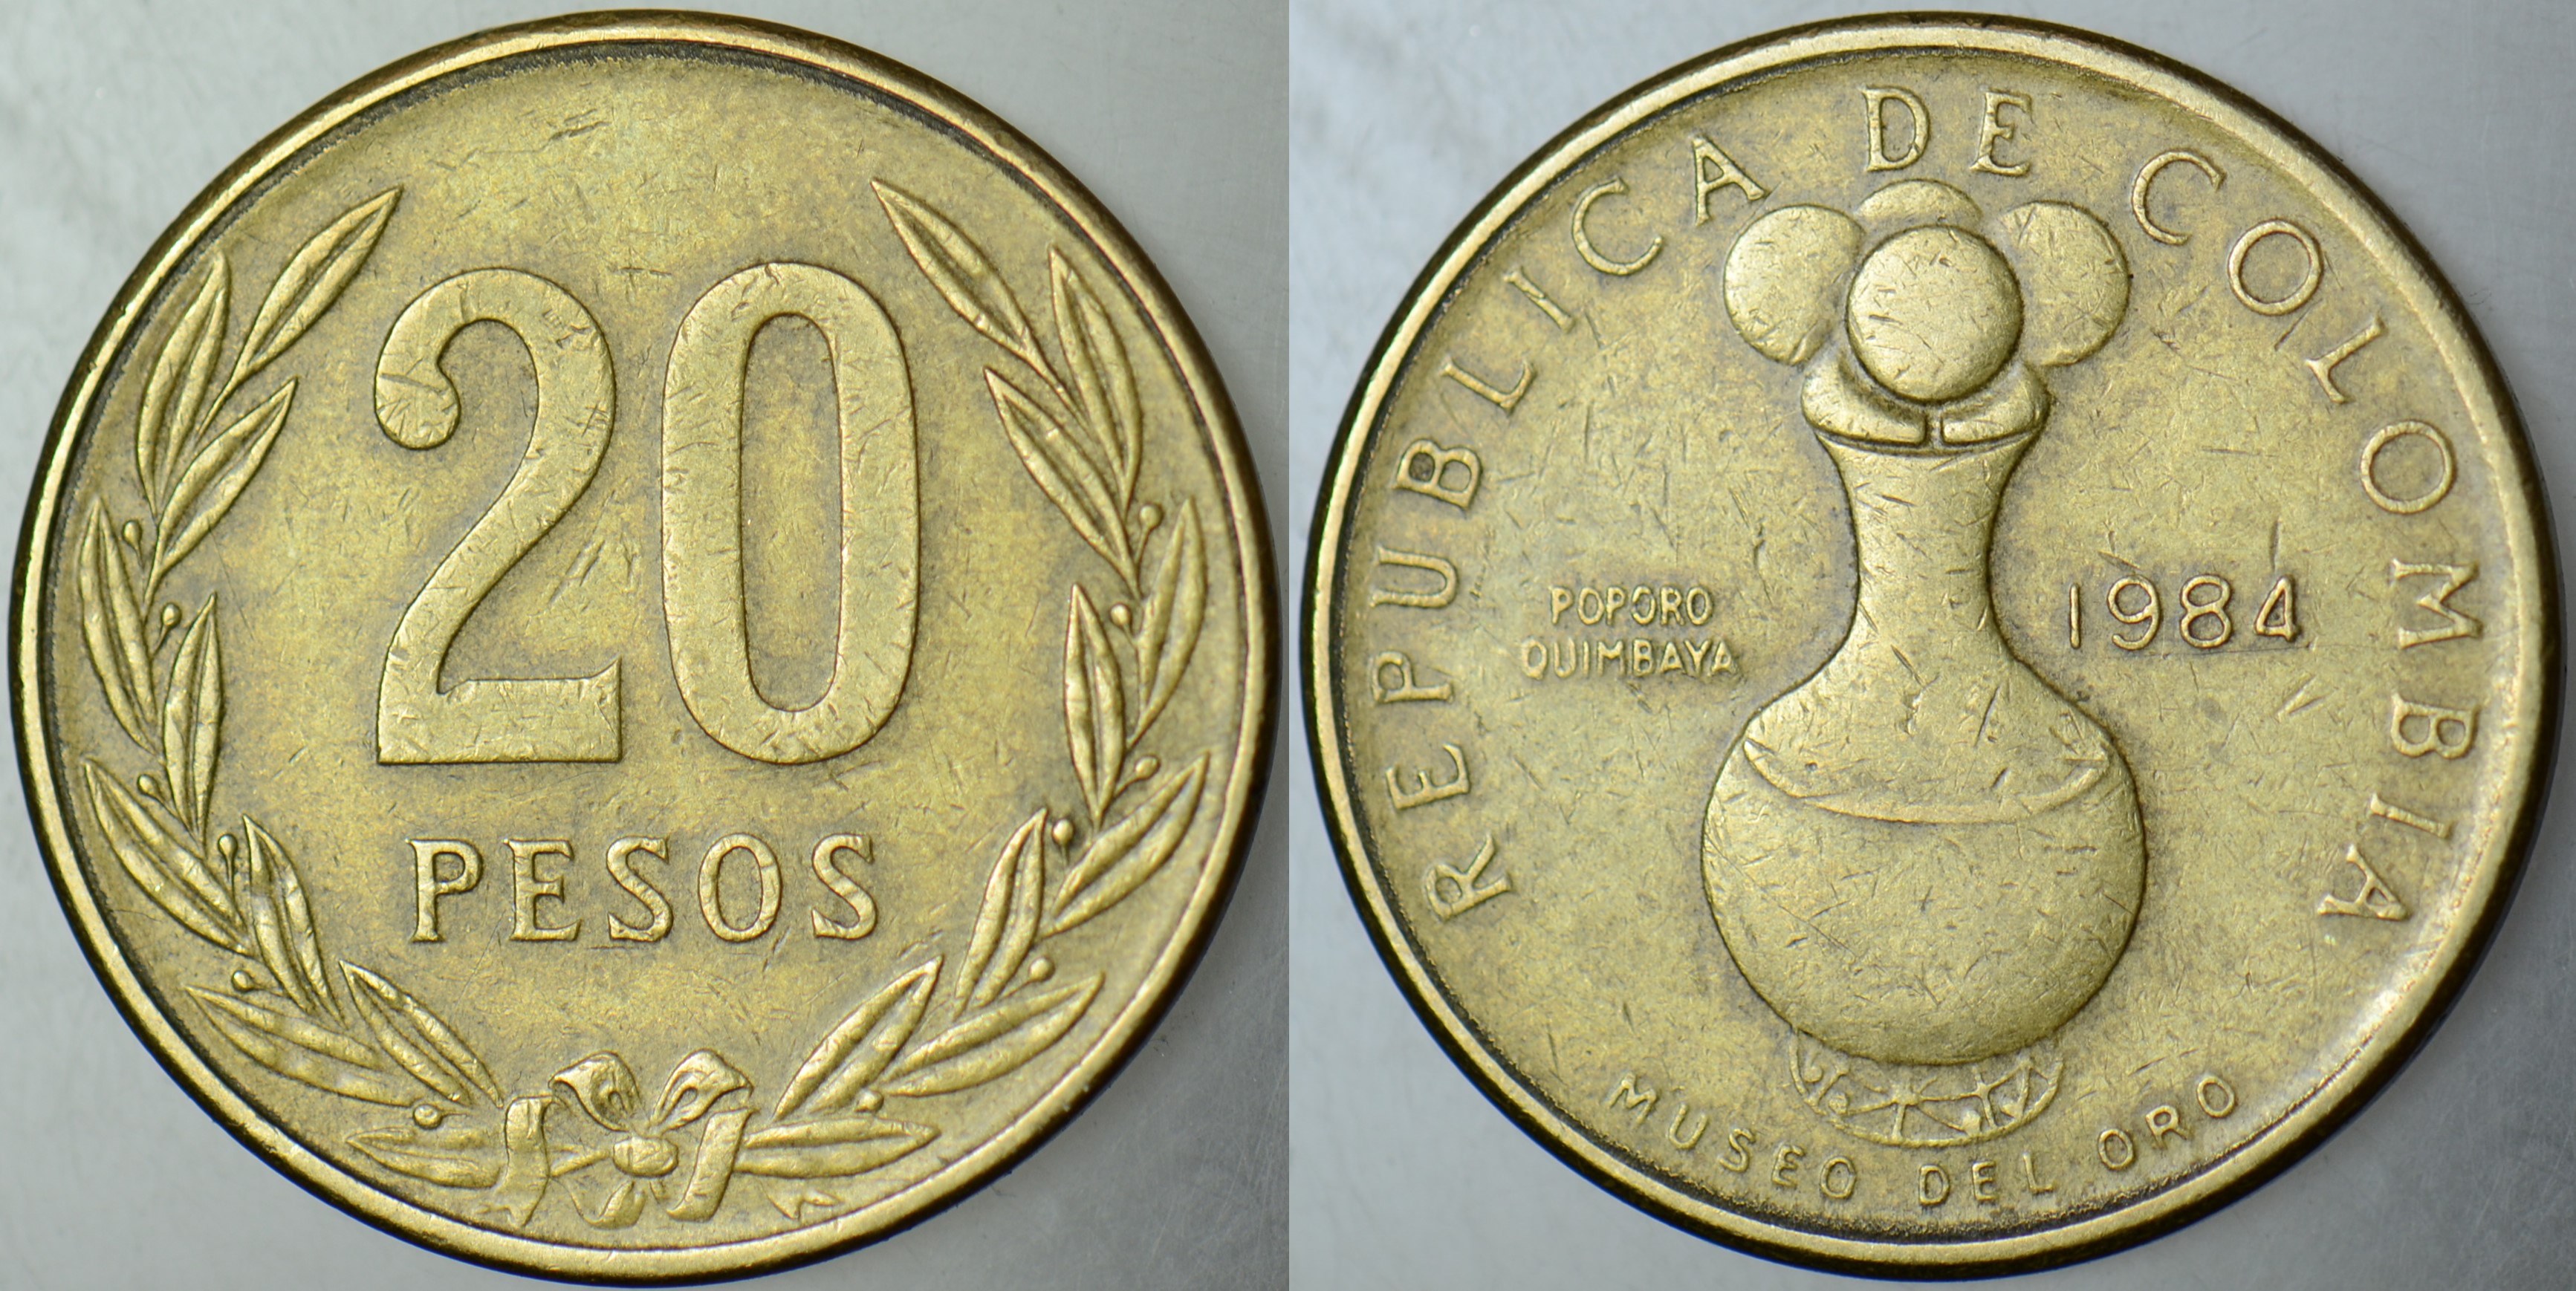 20
PESOS
REPUBLICA DE COLOMBIA
POPORO
QUIMBAYA
1984
MUSEO DEL ORO